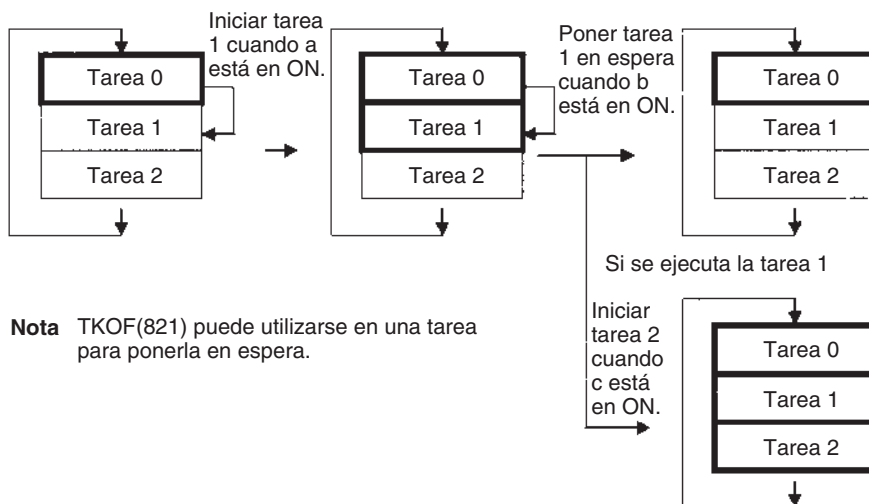 Iniciar tarea
1 cuando a
está en ON.
Tarea 0
Tarea 1
Tarea 2
Tarea 0
Tarea 1
Tarea 2
Poner tarea
1 en espera
cuando b
está en ON.
Tarea 0
Tarea 1
Tarea 2
Si se ejecuta la tarea 1
Nota TKOF(821) puede utilizarse en una tarea
para ponerla en espera.
Iniciar
tarea 2
cuando
c está
en ON.
Tarea 0
Tarea 1
Tarea 2